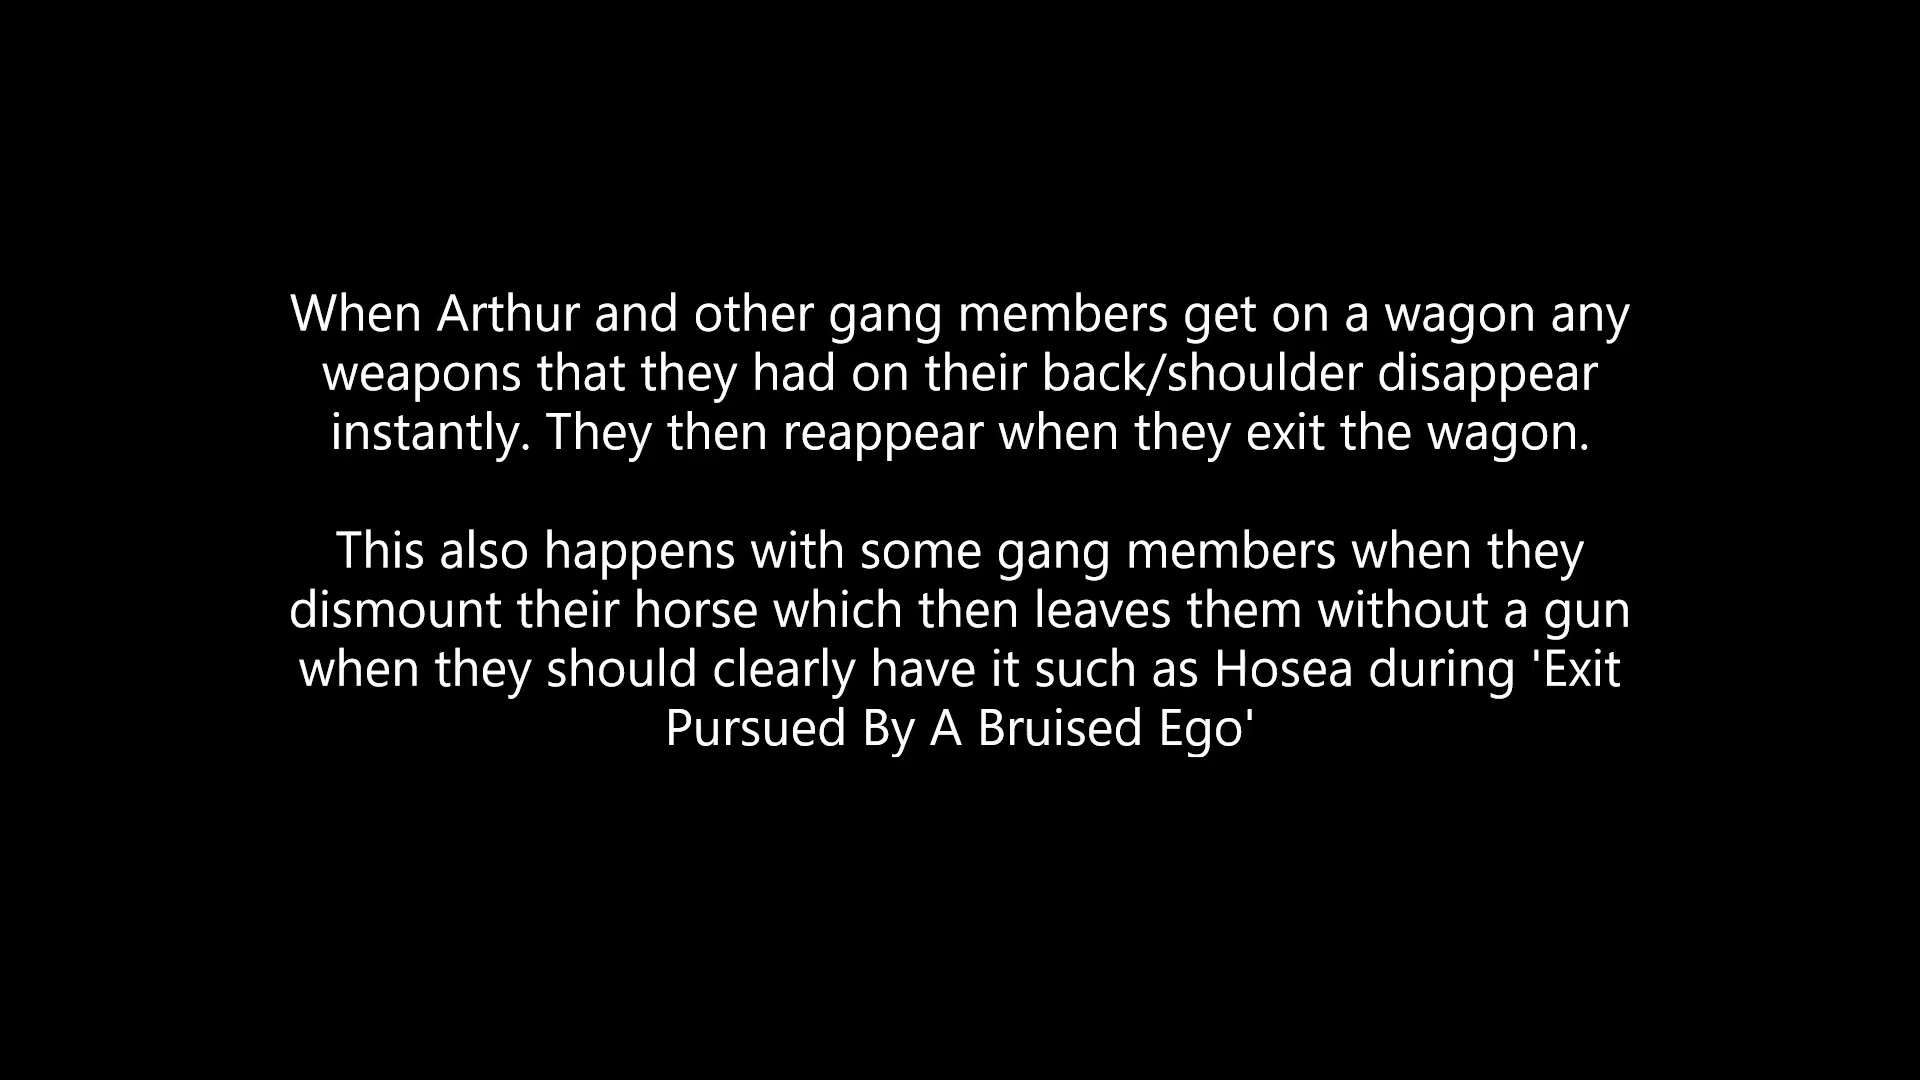 When Arthur and other gang members get on a wagon any
weapons that they had on their back/shoulder disappear
instantly. They then reappear when they exit the wagon.
This also happens with some gang members when they
dismount their horse which then leaves them without a gun
when they should clearly have it such as Hosea during 'Exit
Pursued By A Bruised Ego'